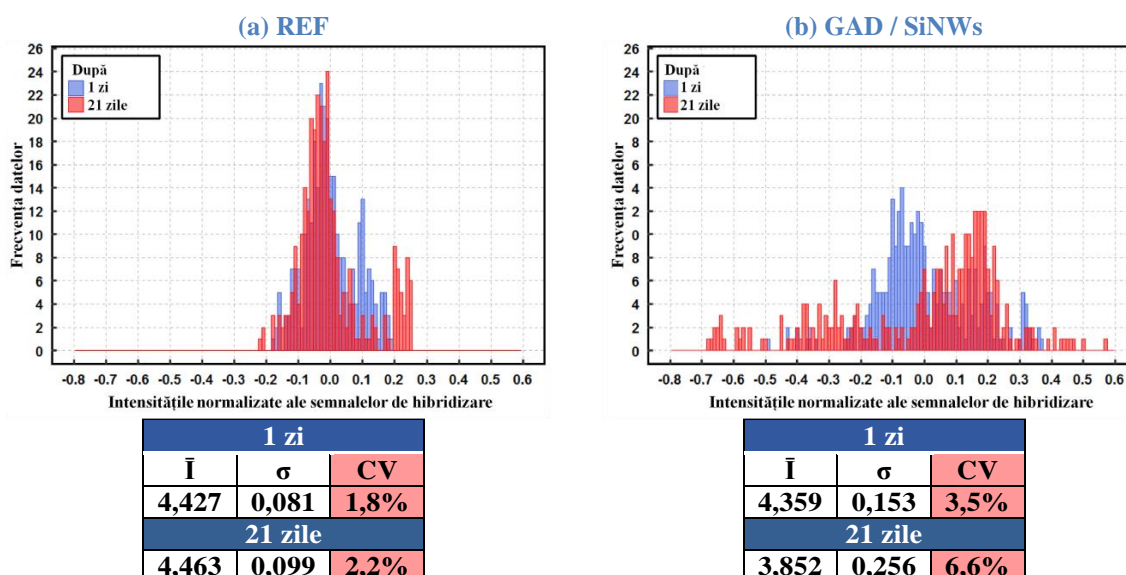 (a) REF
26
24
22
20
18
16
14
12
10
8
6
4
2
0
Frecvența datelor
După
1 zi
21 zile
-0.8 -0.7 -0.6 -0.5 -0.4 -0.3 -0.2 -0.1 0.0 0.1 0.2 0.3 0.4 0.5 0.6
Intensitățile normalizate ale semnalelor de hibridizare
1 zi
Ī σ CV
4,427 0,081 1,8%
21 zile
4,463 0,099 2,2%
(b) GAD / SiNWs
26
24
22
20
8
6
4
2
0
8
6
4
2
0
Frecvența datelor
După
1 zi
21 zile
-0.8 -0.7 -0.6 -0.5 -0.4 -0.3 -0.2 -0.1 0.0 0.1 0.2 0.3 0.4 0.5 0.6
Intensitățile normalizate ale semnalelor de hibridizare
1 zi
Ī σ CV
4,359 0,153 3,5%
21 zile
3,852 0,256 6,6%